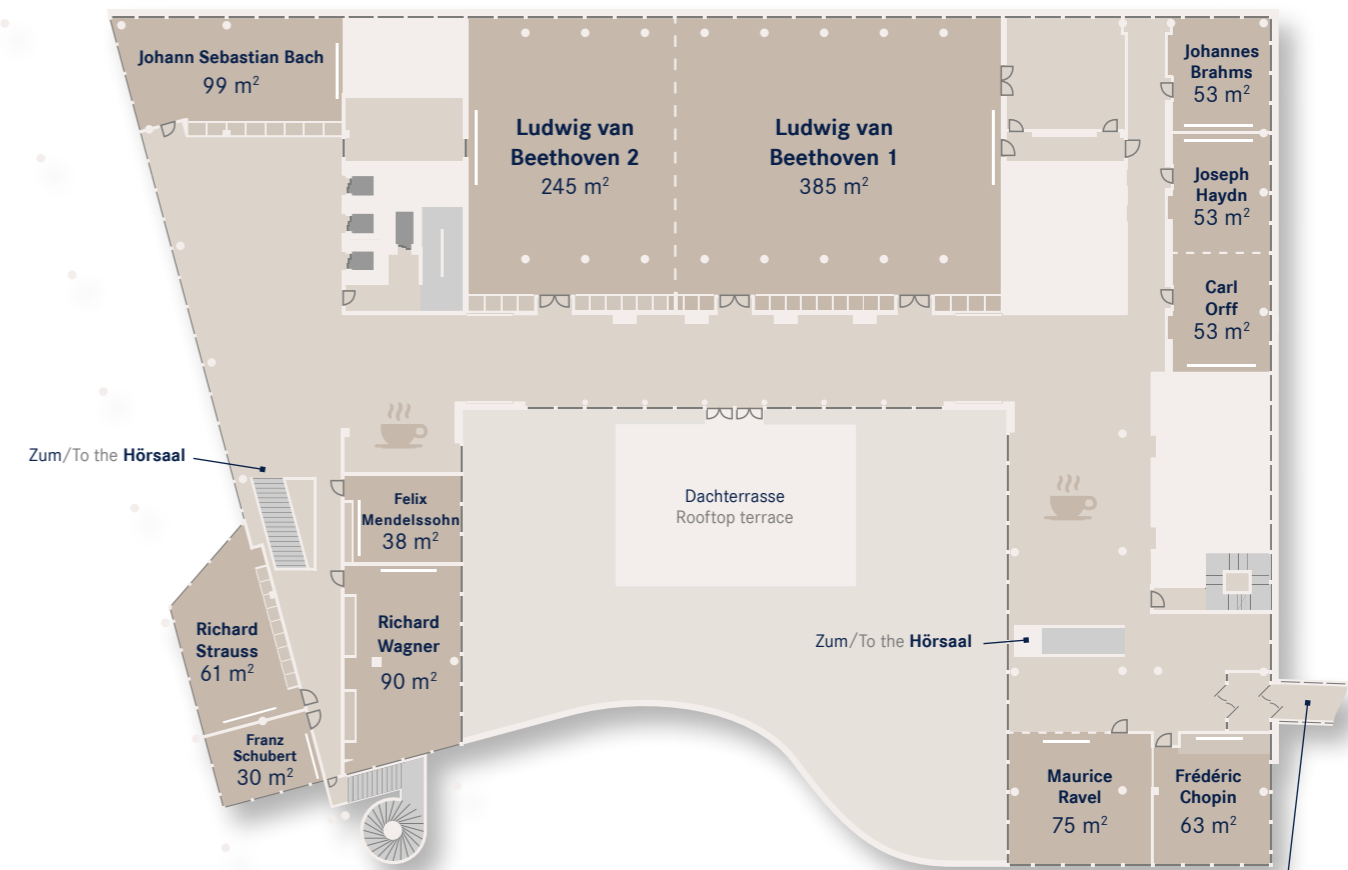 Johann Sebastian Bach
99 m²
Ludwig van
Beethoven 2
245 m²
Ludwig van
Beethoven 1
385 m²
Johannes
Brahms
53 m²
Joseph
Haydn
53 m²
Carl
Orff
53 m²
Zum/To the Hörsaal
Felix
Mendelssohn
38 m²
Dachterrasse
Rooftop terrace
Richard
Strauss
61 m²
Richard
Wagner
90 m²
Zum/To the Hörsaal
Franz
Schubert
30 m²
Maurice
Ravel
75 m²
Frédéric
Chopin
63 m²